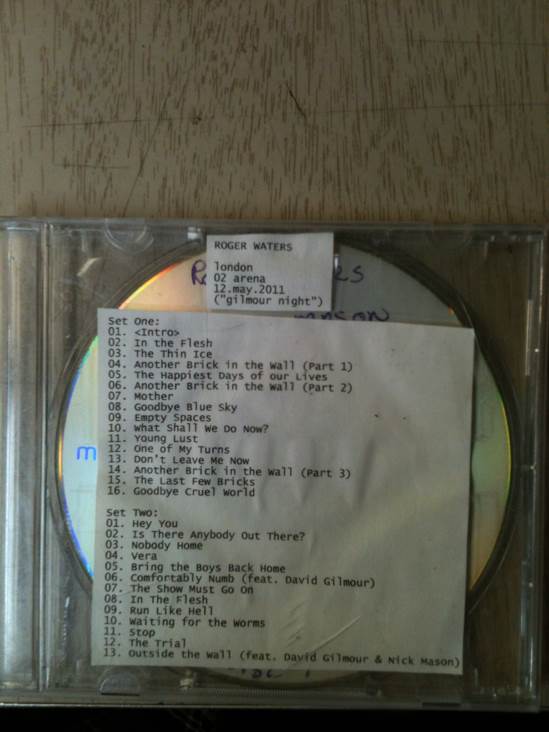 ROGER WATERS
london
O2 arena
12.may.2011
("gilmour night")
Set One:
01. <Intro>
02. In the Flesh
03. The Thin Ice
04. Another Brick in the Wall (Part 1)
05. The Happiest Days of our Lives
06. Another Brick in the Wall (Part 2)
07. Mother
08. Goodbye Blue Sky
09. Empty Spaces
10. What Shall We Do Now?
11. Young Lust
12. One of My Turns
13. Don't Leave Me Now
14. Another Brick in the Wall (Part 3)
15. The Last Few Bricks
16. Goodbye Cruel World
Set Two:
01. Hey You
02. Is There Anybody Out There?
03. Nobody Home
04. Vera
05. Bring the Boys Back Home
06. Comfortably Numb (feat. David Gilmour)
07. The Show Must Go On
08. In The Flesh
09. Run Like Hell
10. Waiting for the Worms
11. Stop
12. The Trial
13. Outside the Wall (feat. David Gilmour & Nick Mason)